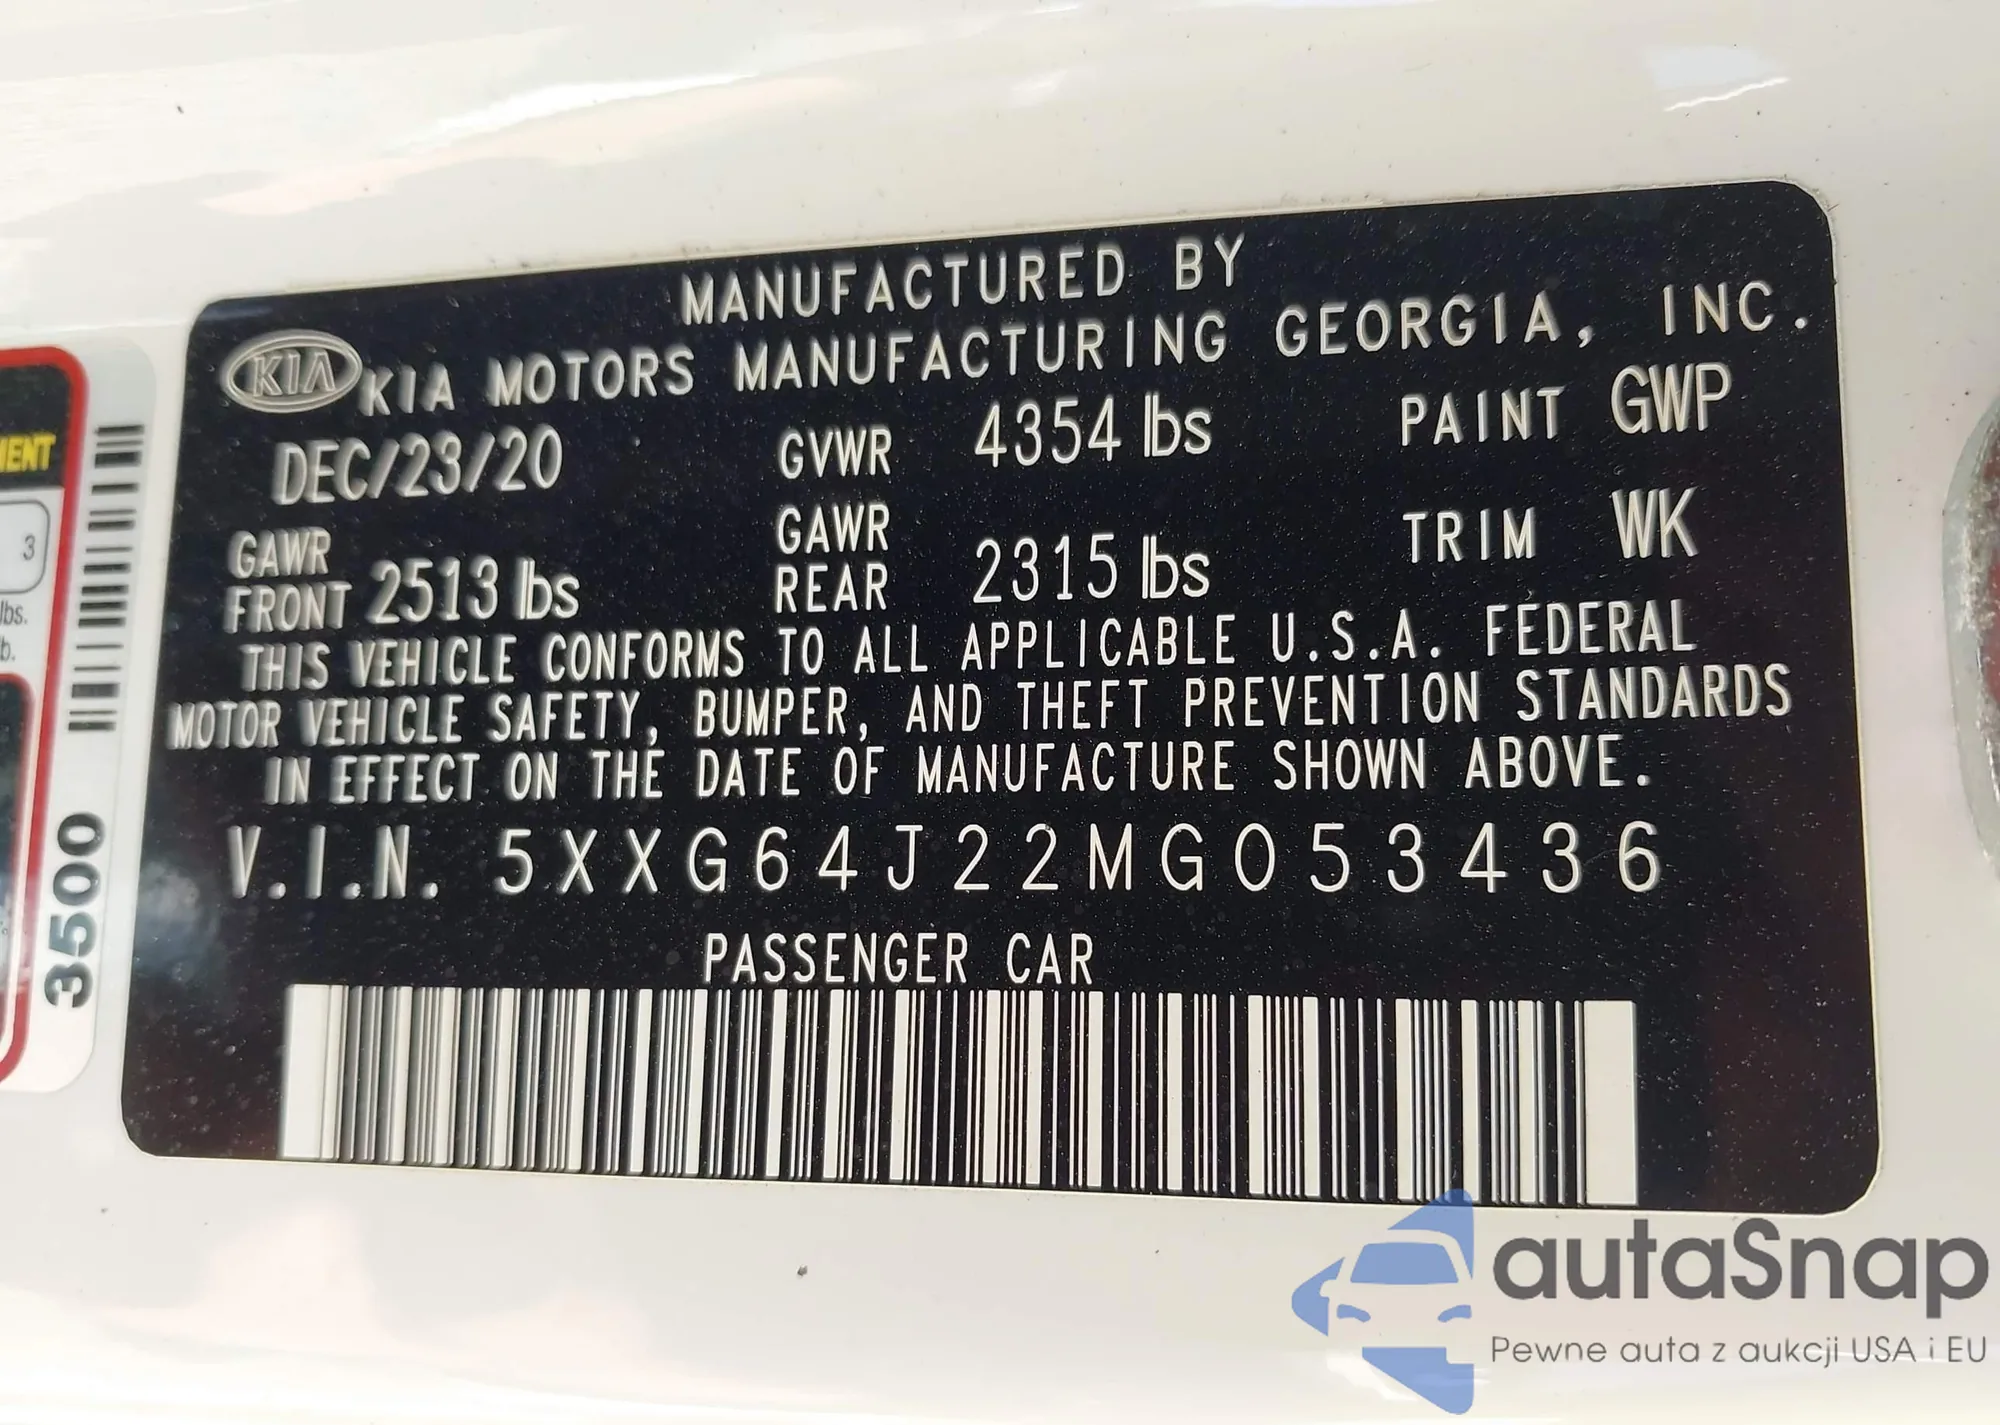 MANUFACTURED BY
KIA KIA MOTORS MANUFACTURING GEORGIA, INC.
DEC/23/20 GVWR 4354 lbs PAINT GWP
GAWR FRONT 2513 lbs GAWR REAR 2315 lbs TRIM WK
THIS VEHICLE CONFORMS TO ALL APPLICABLE U.S.A. FEDERAL
MOTOR VEHICLE SAFETY, BUMPER, AND THEFT PREVENTION STANDARDS
IN EFFECT ON THE DATE OF MANUFACTURE SHOWN ABOVE.
V.I.N. 5XXG64J22MG053436
PASSENGER CAR
3
lbs.
3500
autaSnap
Pewne auta z aukcji USA i EU